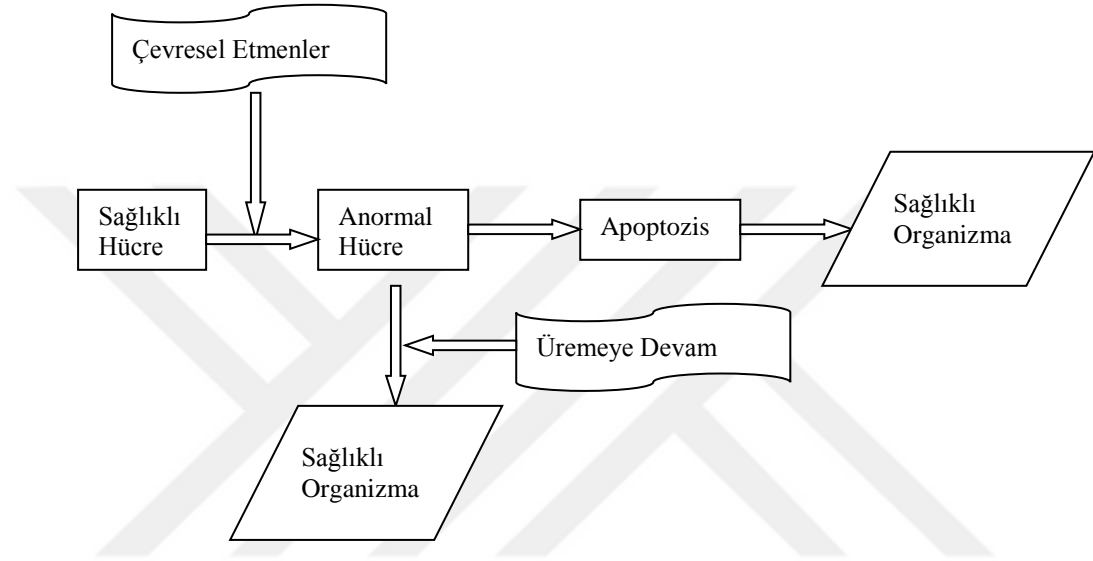 Çevresel Etmenler
Sağlıklı
Hücre
Anormal
Hücre
Apoptozis
Sağlıklı
Organizma
Üremeye Devam
Sağlıklı
Organizma